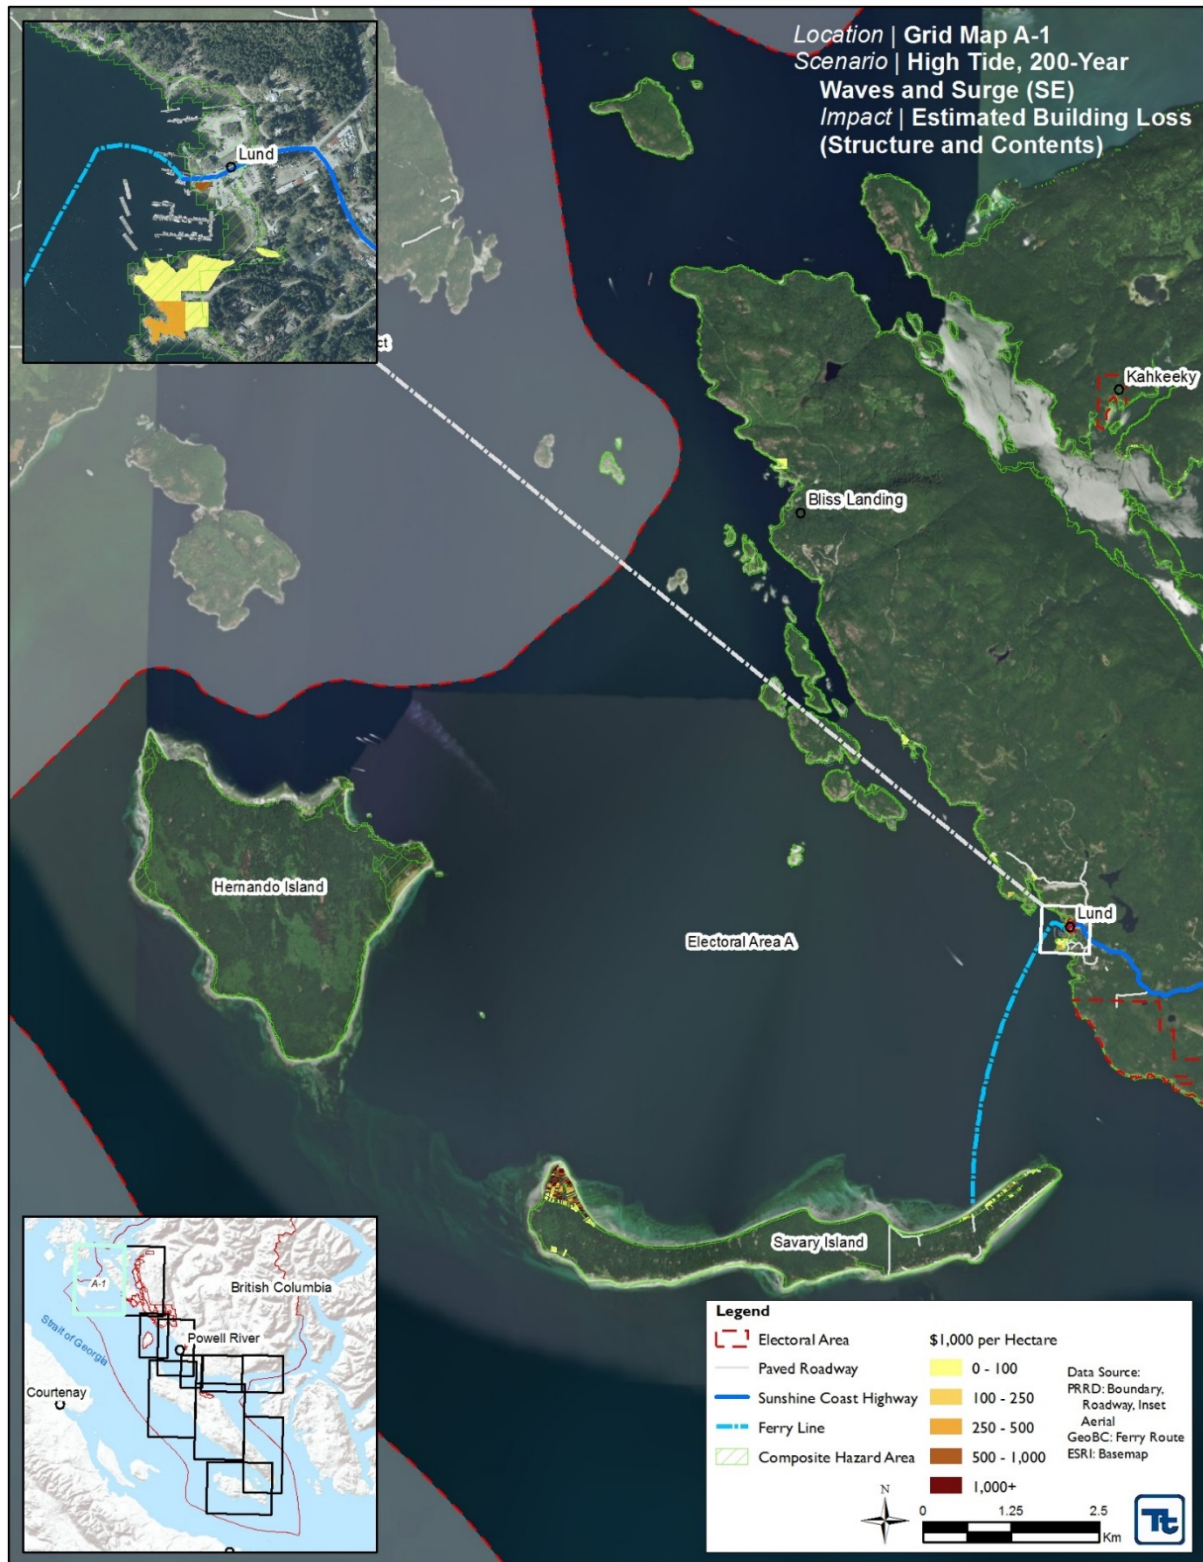 Location | Grid Map A-1
Scenario | High Tide, 200-Year
Waves and Surge (SE)
Impact | Estimated Building Loss
(Structure and Contents)
Lund
ct
Kahkeeky
Bliss Landing
Hernando Island
Electoral Area A
Lund
Savary Island
A-1
British Columbia
Strait of Georgia
Powell River
Courtenay
Legend
Electoral Area
Paved Roadway
Sunshine Coast Highway
Ferry Line
Composite Hazard Area
$1,000 per Hectare
0 - 100
100 - 250
250 - 500
500 - 1,000
1,000+
Data Source:
PRRD: Boundary,
Roadway, Inset
Aerial
GeoBC: Ferry Route
ESRI: Basemap
N
0 1.25 2.5
Km
Tt